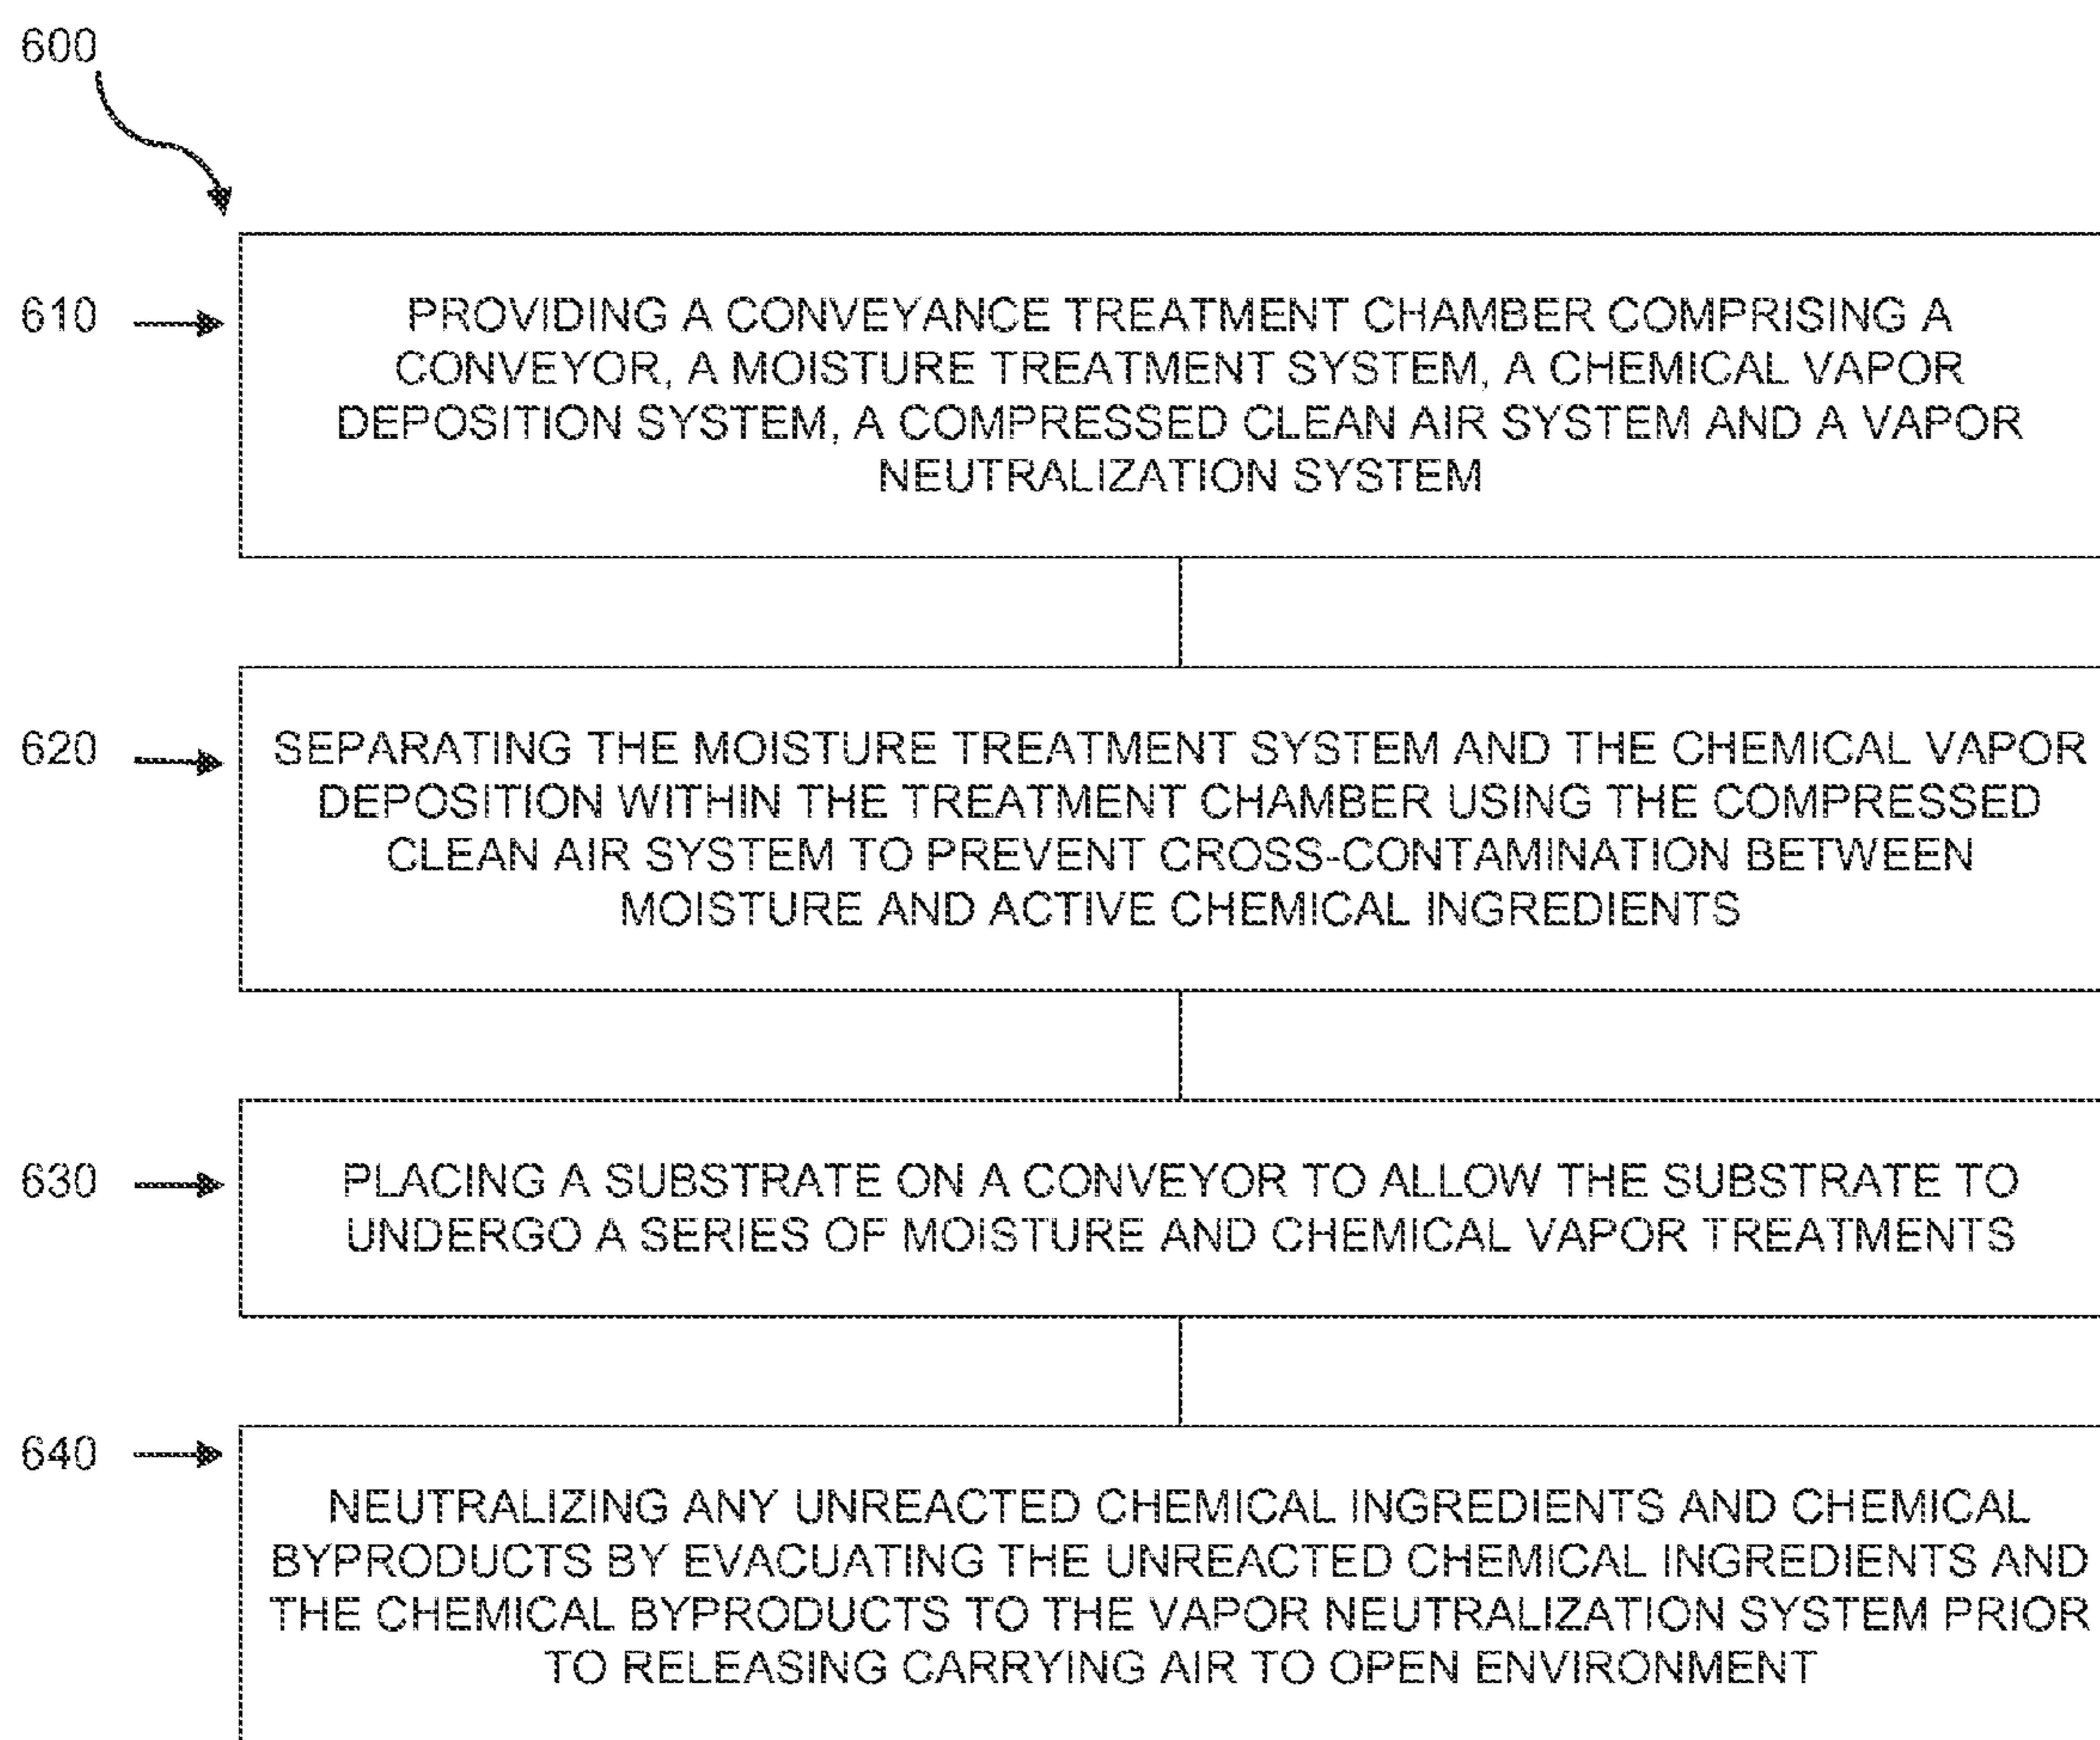 600
610
PROVIDING A CONVEYANCE TREATMENT CHAMBER COMPRISING A
CONVEYOR, A MOISTURE TREATMENT SYSTEM, A CHEMICAL VAPOR
DEPOSITION SYSTEM, A COMPRESSED CLEAN AIR SYSTEM AND A VAPOR
NEUTRALIZATION SYSTEM
620
SEPARATING THE MOISTURE TREATMENT SYSTEM AND THE CHEMICAL VAPOR
DEPOSITION WITHIN THE TREATMENT CHAMBER USING THE COMPRESSED
CLEAN AIR SYSTEM TO PREVENT CROSS-CONTAMINATION BETWEEN
MOISTURE AND ACTIVE CHEMICAL INGREDIENTS
630
PLACING A SUBSTRATE ON A CONVEYOR TO ALLOW THE SUBSTRATE TO
UNDERGO A SERIES OF MOISTURE AND CHEMICAL VAPOR TREATMENTS
640
NEUTRALIZING ANY UNREACTED CHEMICAL INGREDIENTS AND CHEMICAL
BYPRODUCTS BY EVACUATING THE UNREACTED CHEMICAL INGREDIENTS AND
THE CHEMICAL BYPRODUCTS TO THE VAPOR NEUTRALIZATION SYSTEM PRIOR
TO RELEASING CARRYING AIR TO OPEN ENVIRONMENT